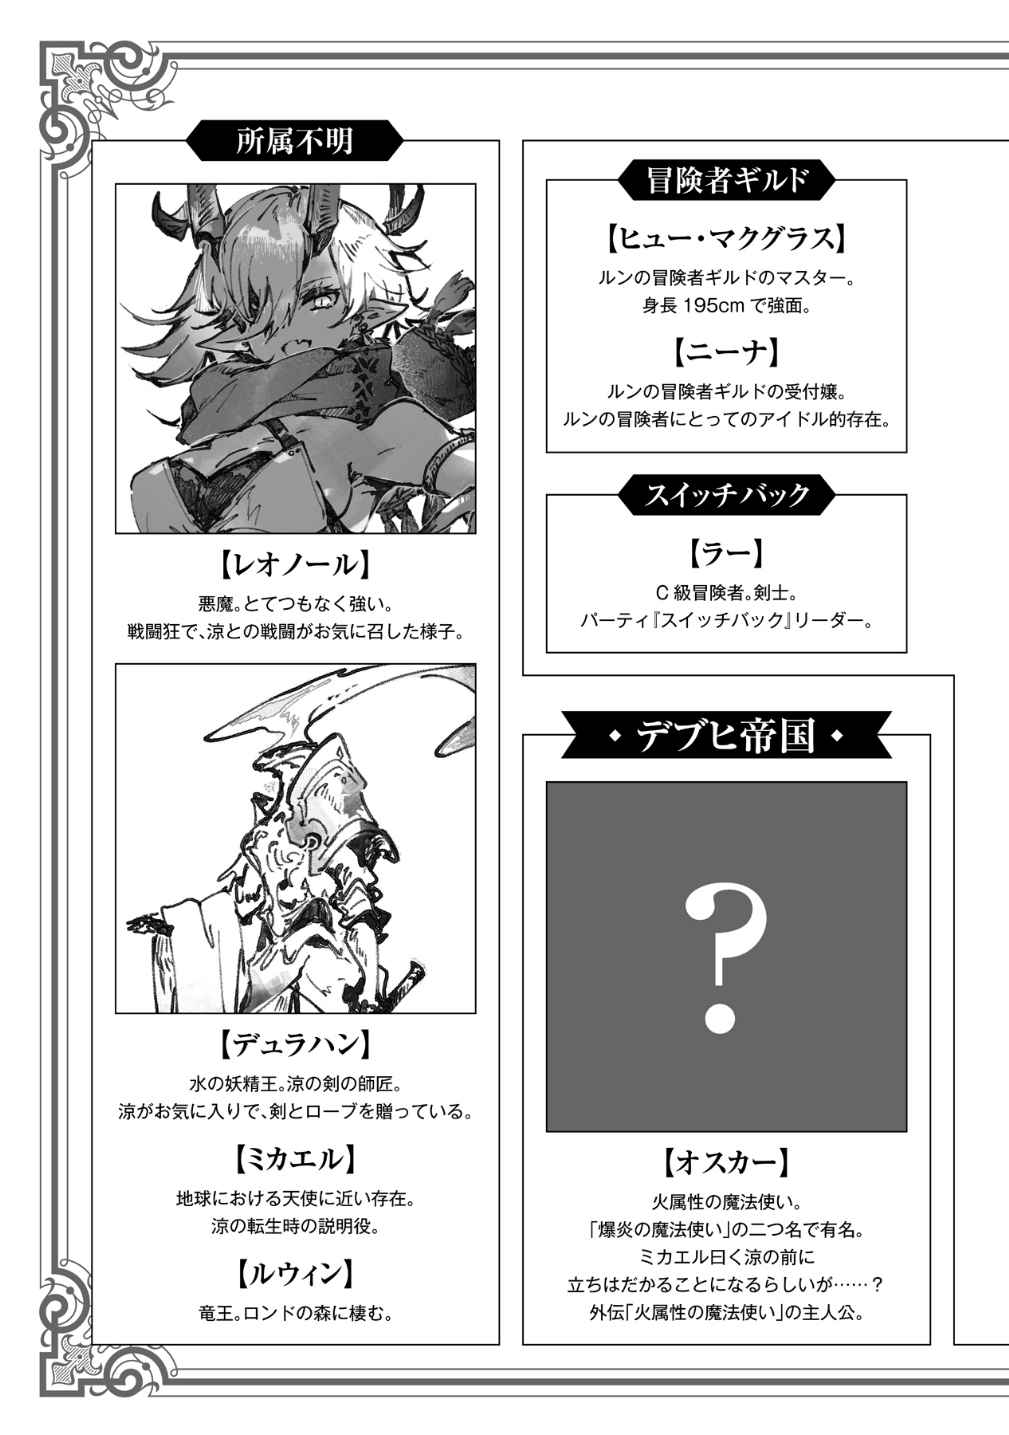 冒険者ギルド
【ヒュー・マクグラス】
ルンの冒険者ギルドのマスター。
身長195cmで強面。
【ニーナ】
ルンの冒険者ギルドの受付嬢。
ルンの冒険者にとってのアイドル的存在。
スイッチバック
【ラー】
C級冒険者。剣士。
パーティ『スイッチバック』リーダー。
デブヒ帝国
?
【オスカー】
火属性の魔法使い。
「爆炎の魔法使い」の二つ名で有名。
ミカエル曰く涼の前に
立ちはだかることになるらしいが……？
外伝「火属性の魔法使い」の主人公。
所属不明
【レオノール】
悪魔。とてつもなく強い。
戦闘狂で、涼との戦闘がお気に召した様子。
【デュラハン】
水の妖精王。涼の剣の師匠。
涼がお気に入りで、剣とローブを贈っている。
【ミカエル】
地球における天使に近い存在。
涼の転生時の説明役。
【ルウィン】
竜王。ロンドの森に棲む。